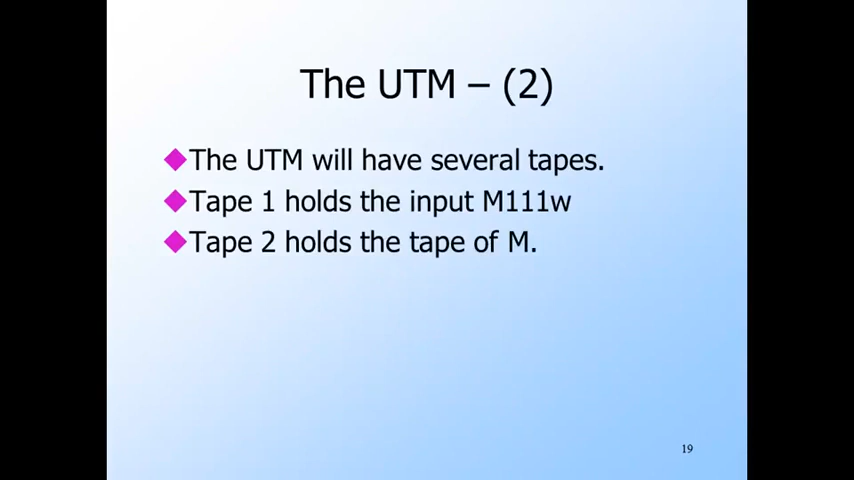 The UTM – (2)
The UTM will have several tapes.
Tape 1 holds the input M111w
Tape 2 holds the tape of M.
19